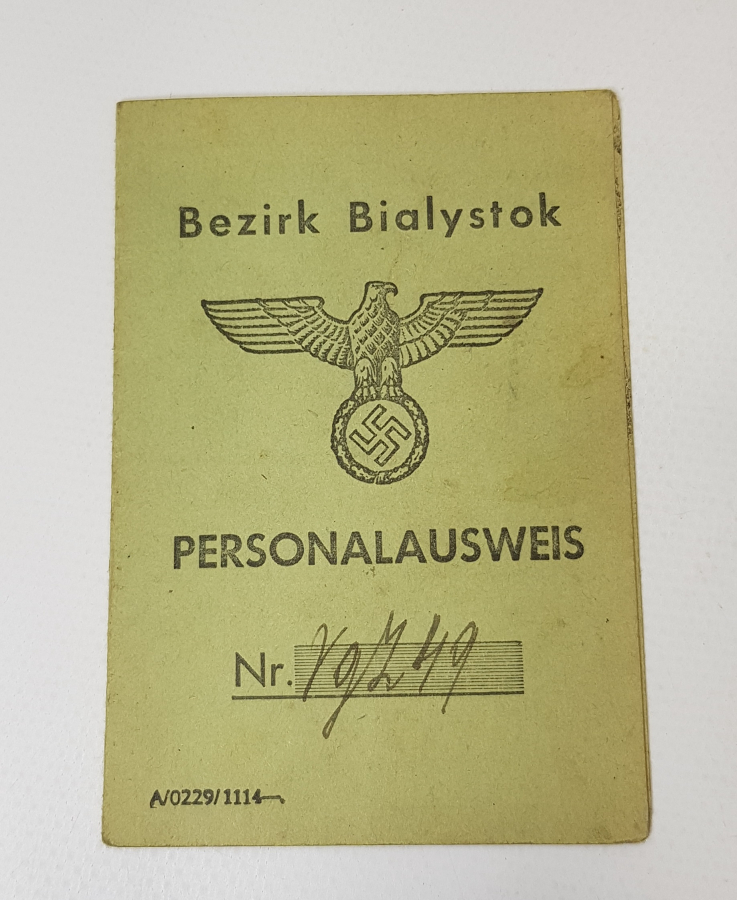 Bezirk Bialystok
PERSONALAUSWEIS
Nr.
A/0229/1114